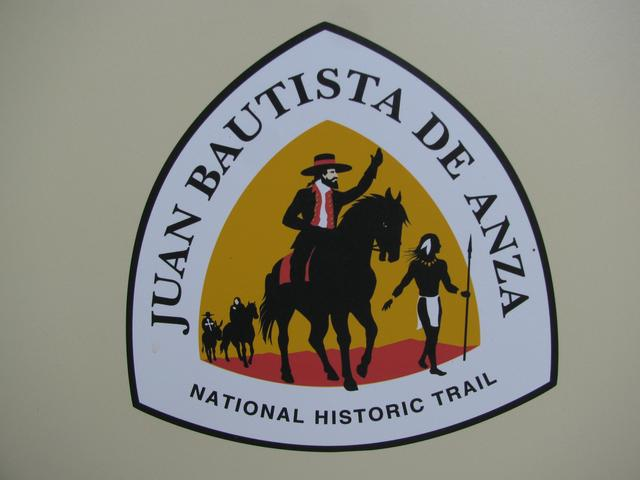 JUAN BAUTISTA DE ANZA
NATIONAL HISTORIC TRAIL